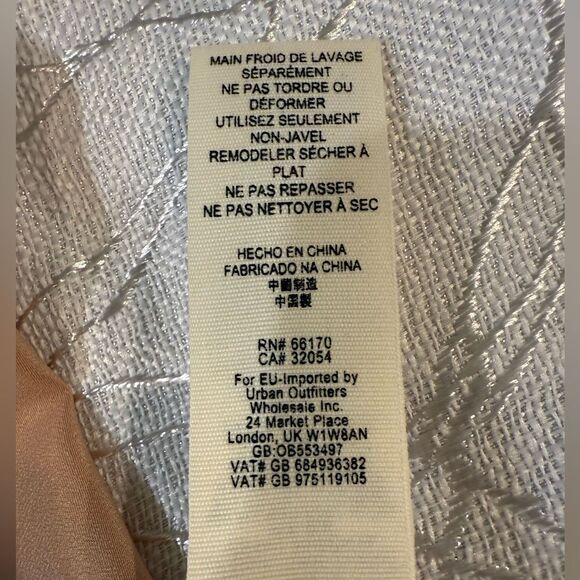 MAIN FROID DE LAVAGE
SÉPARÉMENT
NE PAS TORDRE OU
DÉFORMER
UTILISEZ SEULEMENT
NON-JAVEL
REMODELER SÉCHER À
PLAT
NE PAS REPASSER
NE PAS NETTOYER À SEC
HECHO EN CHINA
FABRICADO NA CHINA
中國制造
中国製
RN# 66170
CA# 32054
For EU-Imported by
Urban Outfitters
Wholesale Inc.
24 Market Place
London, UK W1W8AN
GB:OB553497
VAT# GB 684936382
VAT# GB 975119105